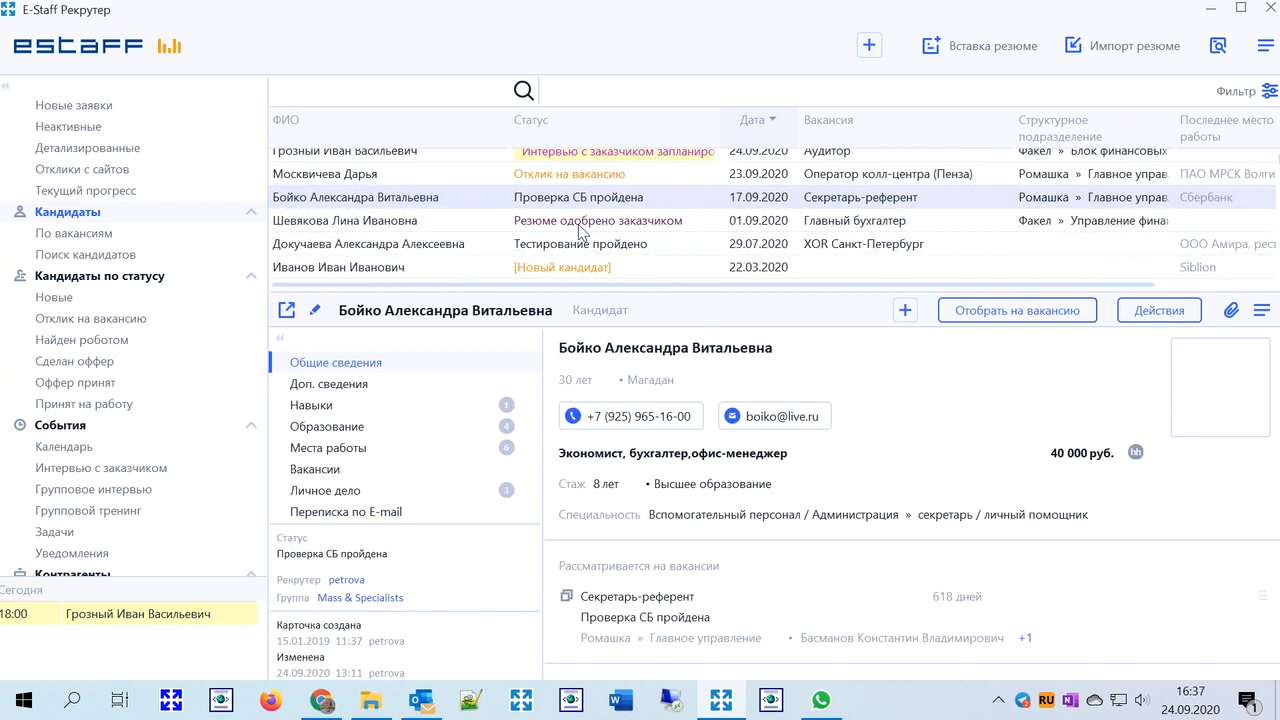 E-Staff Рекрутер
estaff
Вставка резюме
Импорт резюме
Фильтр
ФИО Статус Дата Вакансия Структурное подразделение Последнее место работы
Грозный Иван Васильевич Интервью с заказчиком запланиро 24.09.2020 Аудитор Факел » Блок финансовых
Москвичева Дарья Отклик на вакансию 23.09.2020 Оператор колл-центра (Пенза) Ромашка » Главное управ ПАО МРСК Волги
Бойко Александра Витальевна Проверка СБ пройдена 17.09.2020 Секретарь-референт Ромашка » Главное управ Сбербанк
Шевякова Лина Ивановна Резюме одобрено заказчиком 01.09.2020 Главный бухгалтер Факел » Управление фина
Докучаева Александра Алексеевна Тестирование пройдено 29.07.2020 XOR Санкт-Петербург ООО Амира, рест
Иванов Иван Иванович [Новый кандидат] 22.03.2020 Siblion
Новые заявки
Неактивные
Детализированные
Отклики с сайтов
Текущий прогресс
Кандидаты
По вакансиям
Поиск кандидатов
Кандидаты по статусу
Новые
Отклик на вакансию
Найден роботом
Сделан оффер
Оффер принят
Принят на работу
События
Календарь
Интервью с заказчиком
Групповое интервью
Групповой тренинг
Задачи
Уведомления
Контрагенты
Сегодня
18:00 Грозный Иван Васильевич
Бойко Александра Витальевна Кандидат
Отобрать на вакансию
Действия
Общие сведения
Доп. сведения
Навыки 1
Образование 4
Места работы 6
Вакансии
Личное дело 3
Переписка по E-mail
Статус
Проверка СБ пройдена
Рекрутер petrova
Группа Mass & Specialists
Карточка создана
15.01.2019 11:37 petrova
Изменена
24.09.2020 13:11 petrova
Бойко Александра Витальевна
30 лет • Магадан
+7 (925) 965-16-00 boiko@live.ru
Экономист, бухгалтер,офис-менеджер 40 000 руб. hh
Стаж 8 лет • Высшее образование
Специальность Вспомогательный персонал / Администрация » секретарь / личный помощник
Рассматривается на вакансии
Секретарь-референт 618 дней
Проверка СБ пройдена
Ромашка » Главное управление • Басманов Константин Владимирович +1
RU
16:37
24.09.2020
1